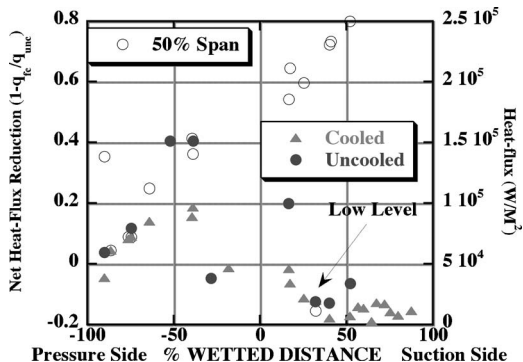 Net Heat-Flux Reduction (1-q_fc/q_unc)
0.8
0.6
0.4
0.2
0
-0.2
50% Span
Cooled
Uncooled
Low Level
2.5 10^5
2 10^5
1.5 10^5
1 10^5
5 10^4
0
Heat-flux (W/M^2)
-100 -50 0 50 100
Pressure Side % WETTED DISTANCE Suction Side